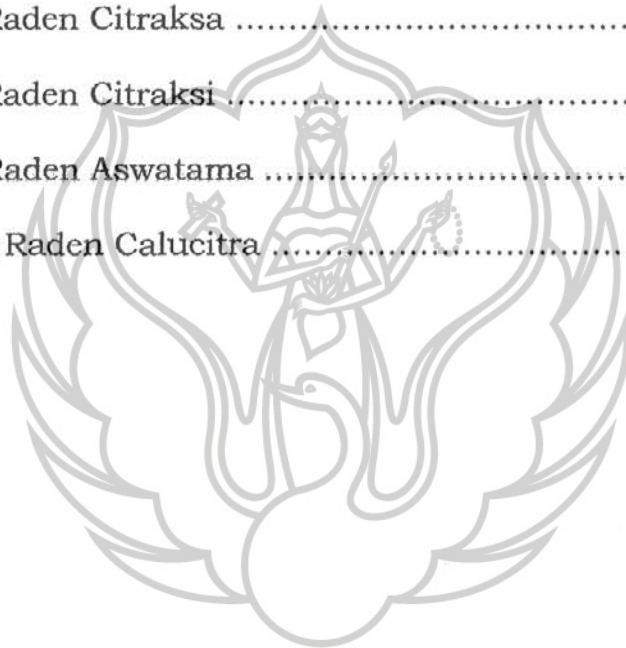 Raden Citraksa ..........................................
Raden Citraksi ..........................................
Raden Aswatama ......................................
Raden Calucitra .......................................